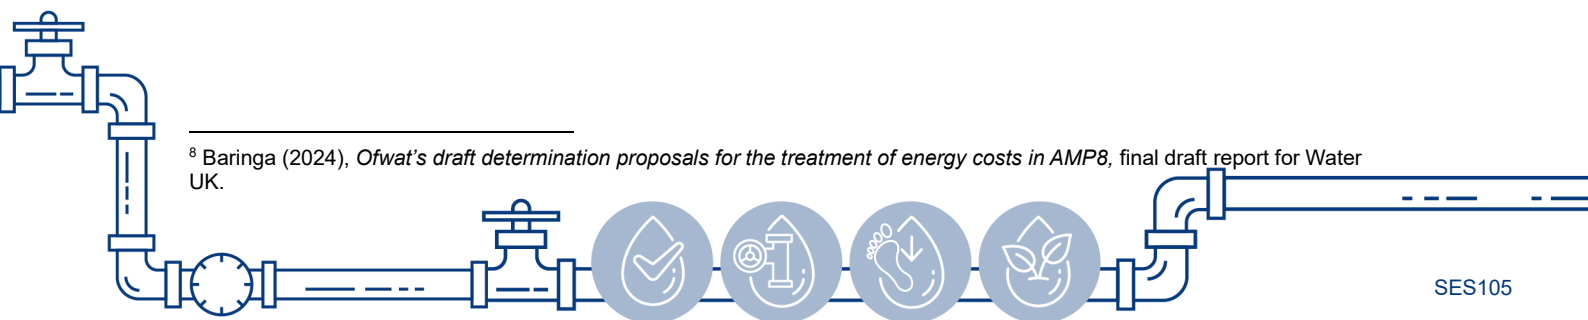 8 Baringa (2024), Ofwat's draft determination proposals for the treatment of energy costs in AMP8, final draft report for Water
UK.
SES105